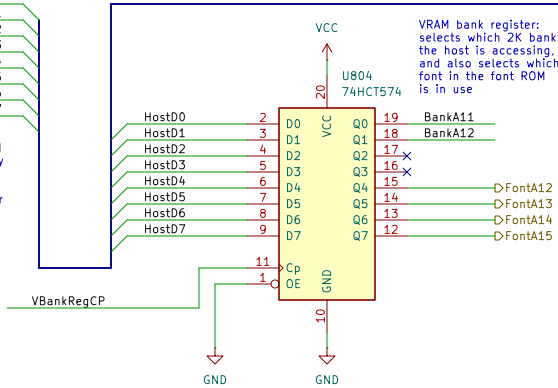 VCC
VRAM bank register:
selects which 2K bank
the host is accessing,
and also selects which
font in the font ROM
is in use
U804
74HCT574
20
VCC
HostD0 2 D0 Q0 19 BankA11
HostD1 3 D1 Q1 18 BankA12
HostD2 4 D2 Q2 17
HostD3 5 D3 Q3 16
HostD4 6 D4 Q4 15 FontA12
HostD5 7 D5 Q5 14 FontA13
HostD6 8 D6 Q6 13 FontA14
HostD7 9 D7 Q7 12 FontA15
11 Cp
1 OE
GND
VBankRegCP
10
GND GND